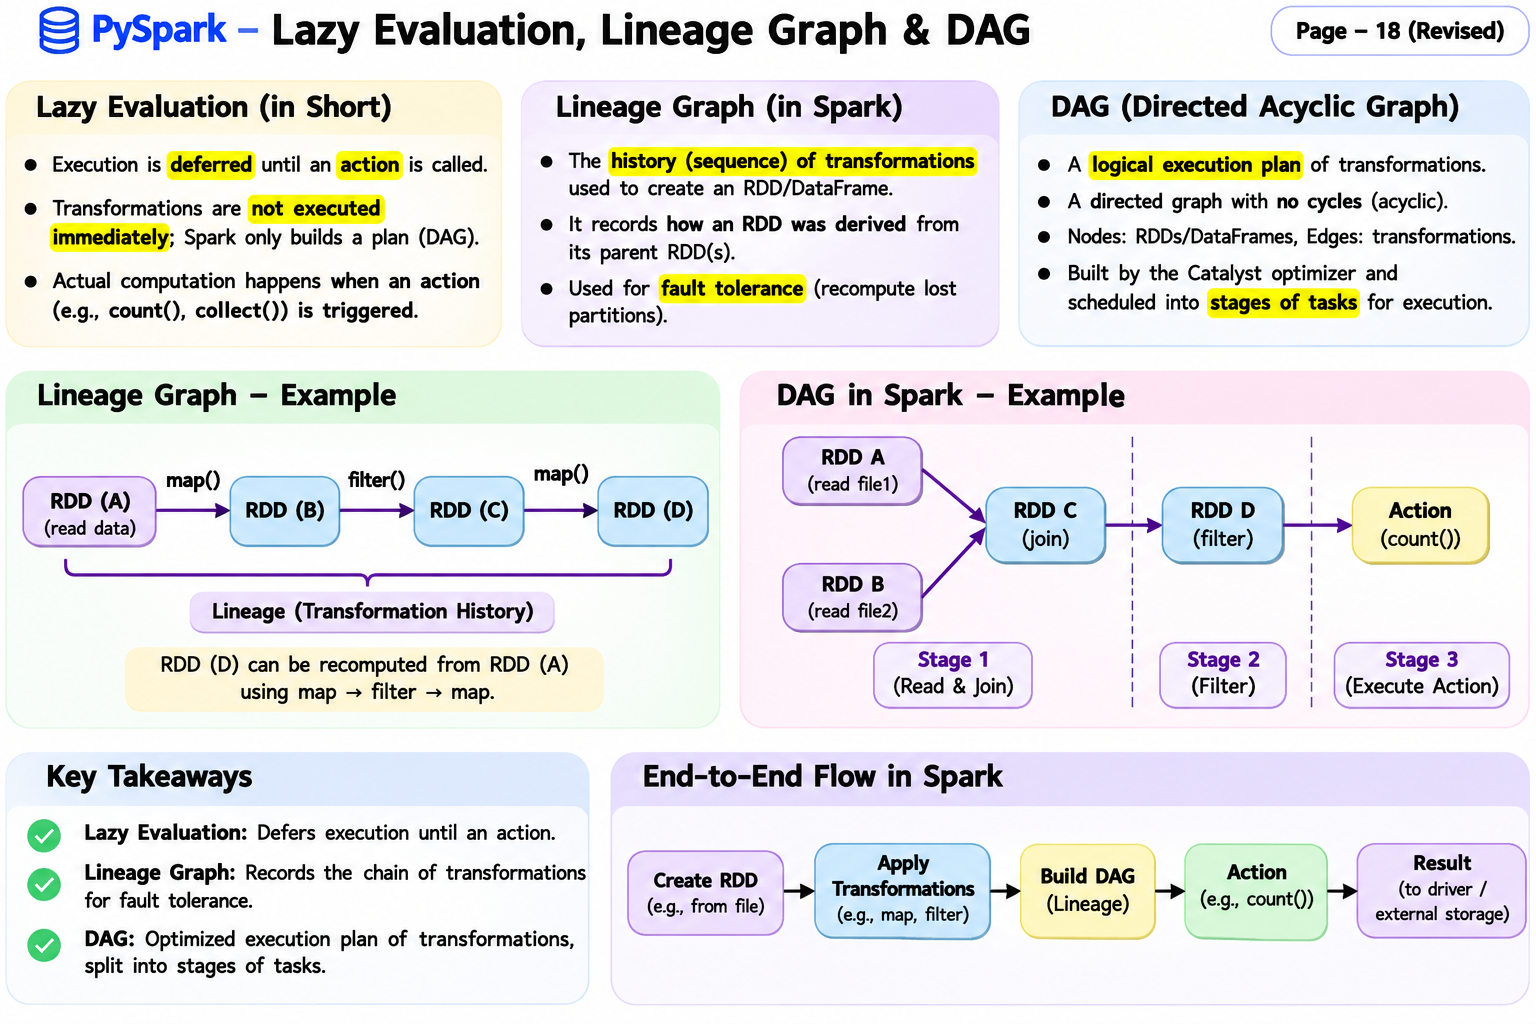 PySpark – Lazy Evaluation, Lineage Graph & DAG
Page – 18 (Revised)
Lazy Evaluation (in Short)
● Execution is deferred until an action is called.
● Transformations are not executed
immediately; Spark only builds a plan (DAG).
● Actual computation happens when an action
(e.g., count(), collect()) is triggered.
Lineage Graph (in Spark)
● The history (sequence) of transformations
used to create an RDD/DataFrame.
● It records how an RDD was derived from
its parent RDD(s).
● Used for fault tolerance (recompute lost
partitions).
DAG (Directed Acyclic Graph)
● A logical execution plan of transformations.
● A directed graph with no cycles (acyclic).
● Nodes: RDDs/DataFrames, Edges: transformations.
● Built by the Catalyst optimizer and
scheduled into stages of tasks for execution.
Lineage Graph – Example
RDD (A)
(read data)
map()
RDD (B)
filter()
RDD (C)
map()
RDD (D)
Lineage (Transformation History)
RDD (D) can be recomputed from RDD (A)
using map → filter → map.
DAG in Spark – Example
RDD A
(read file1)
RDD B
(read file2)
RDD C
(join)
RDD D
(filter)
Action
(count())
Stage 1
(Read & Join)
Stage 2
(Filter)
Stage 3
(Execute Action)
Key Takeaways
Lazy Evaluation: Defers execution until an action.
Lineage Graph: Records the chain of transformations
for fault tolerance.
DAG: Optimized execution plan of transformations,
split into stages of tasks.
End-to-End Flow in Spark
Create RDD
(e.g., from file)
Apply
Transformations
(e.g., map, filter)
Build DAG
(Lineage)
Action
(e.g., count())
Result
(to driver /
external storage)